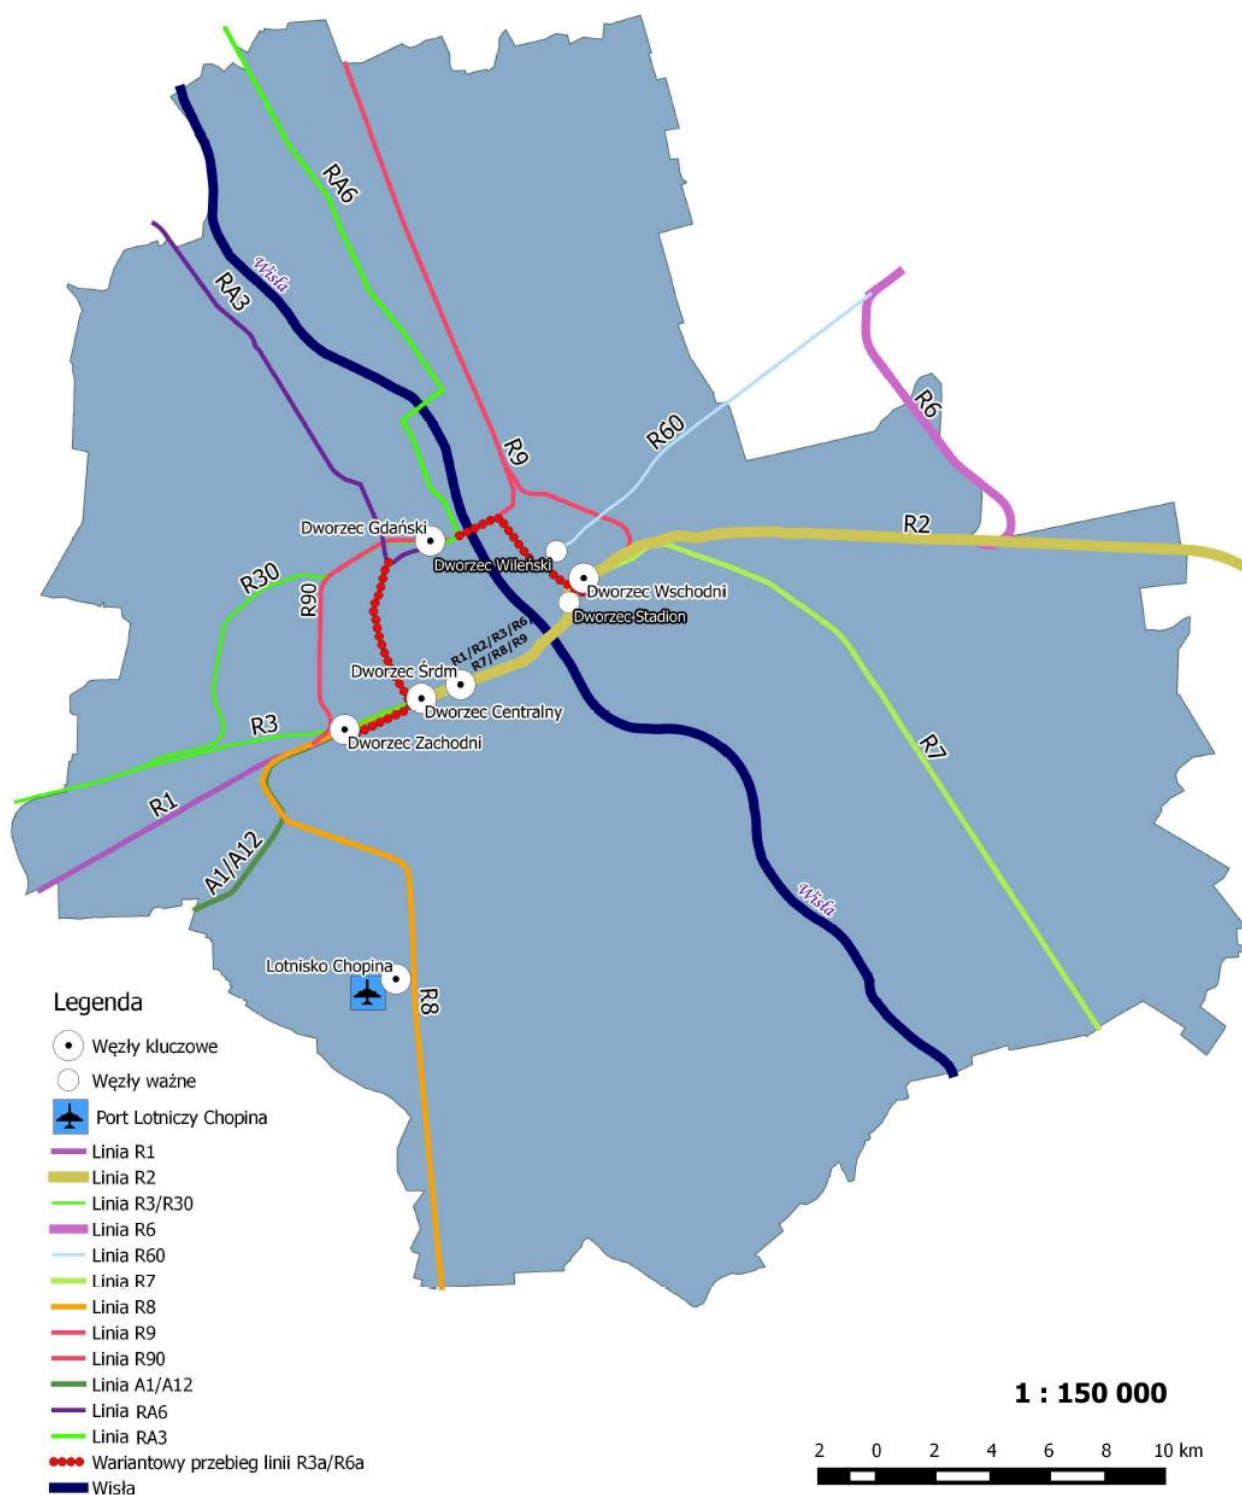 RA6
Wisła
RA3
R9
R60
R6
R2
Dworzec Gdański
Dworzec Wileński
R30
R90
Dworzec Wschodni
Dworzec Stadion
R1/R2/R3/R6/
R7/R8/R9
Dworzec Śrdm
Dworzec Centralny
R3
Dworzec Zachodni
R7
R1
A1/A12
Wisła
Lotnisko Chopina
R8
Legenda
Węzły kluczowe
Węzły ważne
Port Lotniczy Chopina
Linia R1
Linia R2
Linia R3/R30
Linia R6
Linia R60
Linia R7
Linia R8
Linia R9
Linia R90
Linia A1/A12
Linia RA6
Linia RA3
Wariantowy przebieg linii R3a/R6a
Wisła
1 : 150 000
2 0 2 4 6 8 10 km